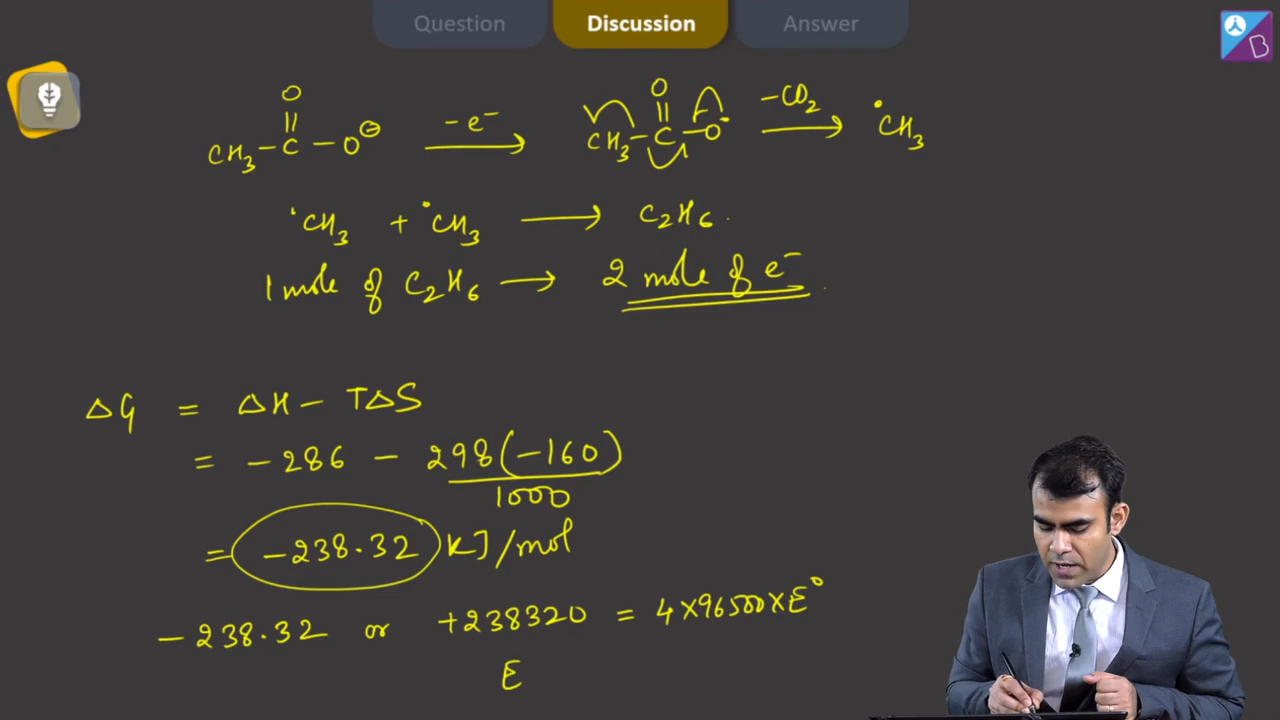 Question Discussion Answer
O O
CH₃ – C – O⊖ –e⁻ → CH₃ – C – O• –CO₂ → •CH₃
•CH₃ + •CH₃ → C₂H₆.
1 mole of C₂H₆ → 2 mole of e⁻
ΔG = ΔH – TΔS
= –286 – 298(–160)
1000
= –238.32 KJ/mol
–238.32 or +238320 = 4×96500×E°
E
B